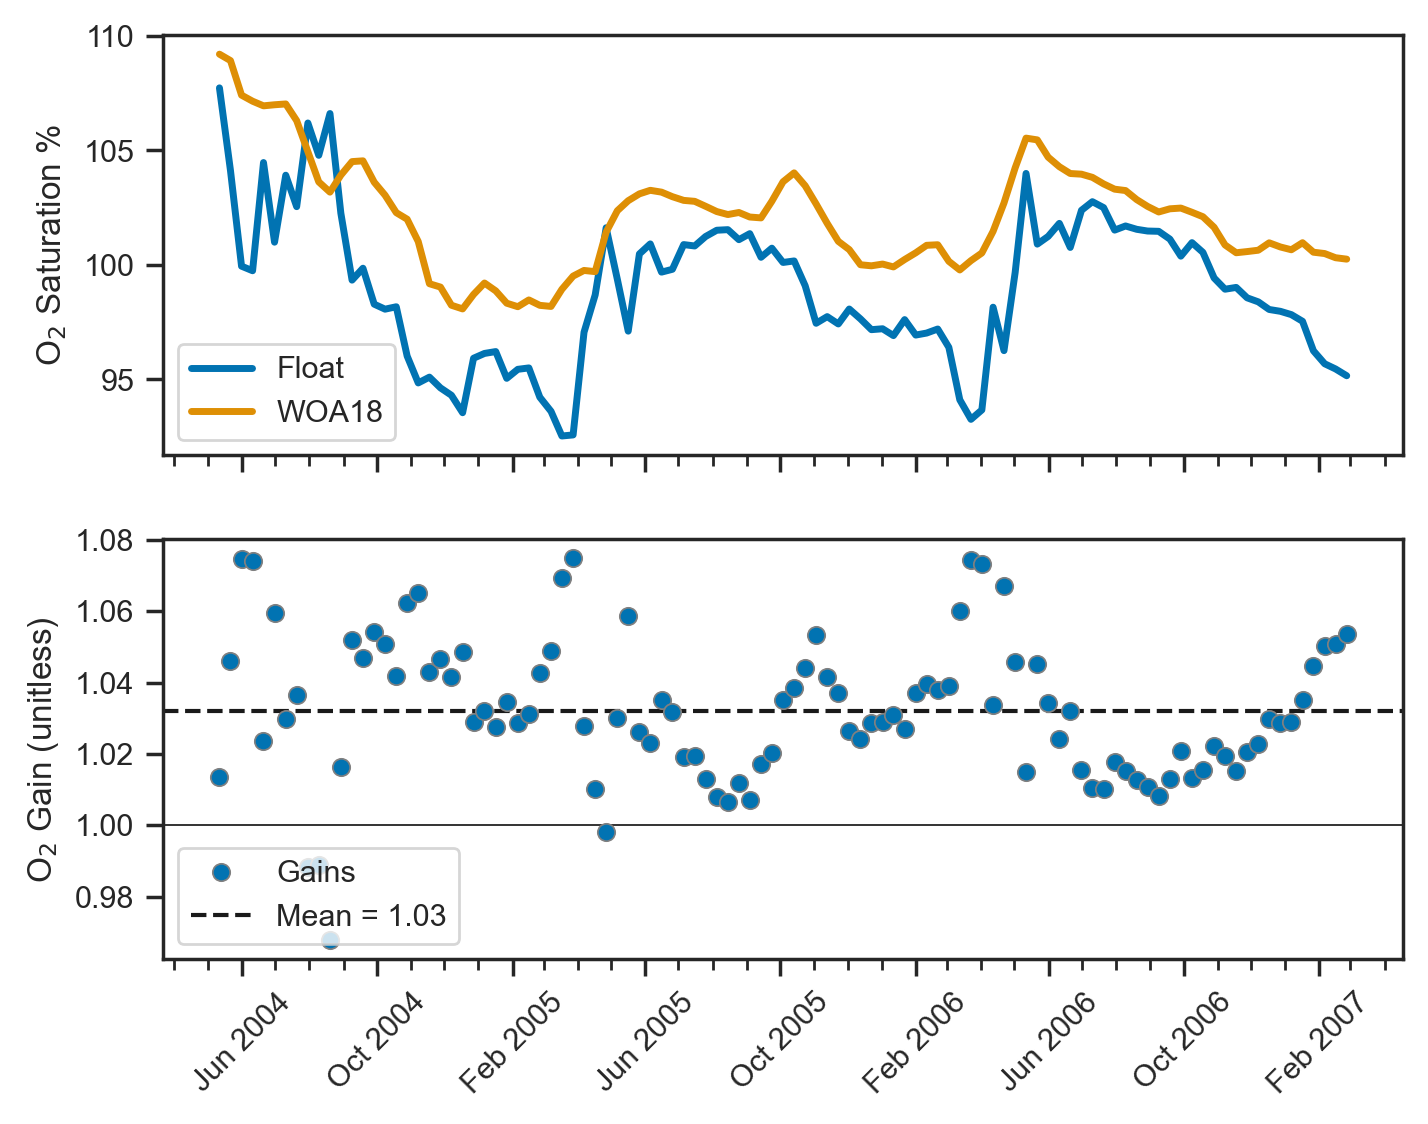 110
105
100
95
O₂ Saturation %
Float
WOA18
1.08
1.06
1.04
1.02
1.00
0.98
O₂ Gain (unitless)
Gains
Mean = 1.03
Jun 2004
Oct 2004
Feb 2005
Jun 2005
Oct 2005
Feb 2006
Jun 2006
Oct 2006
Feb 2007